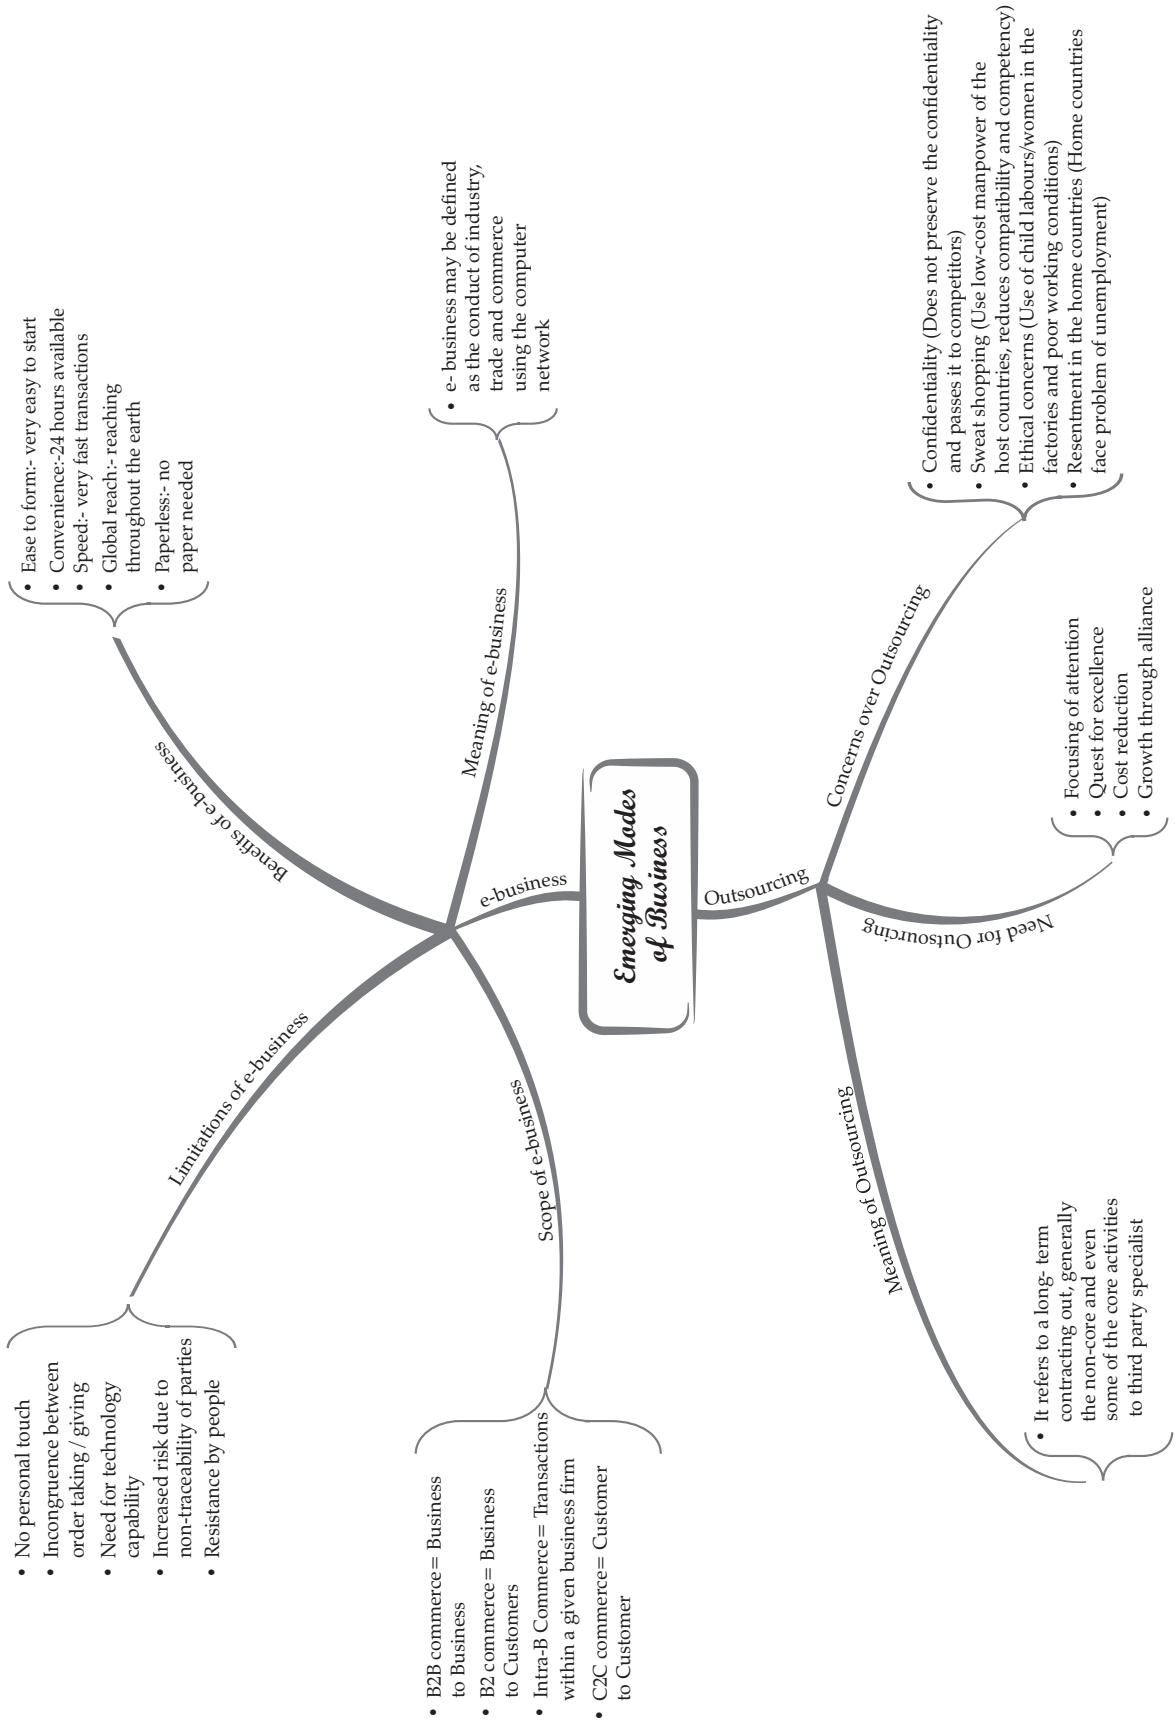 Emerging Modes
of Business
e-business
Limitations of e-business
• No personal touch
• Incongruence between
order taking / giving
• Need for technology
capability
• Increased risk due to
non-traceability of parties
• Resistance by people
Benefits of e-business
• Ease to form:- very easy to start
• Convenience:-24 hours available
• Speed:- very fast transactions
• Global reach:- reaching
throughout the earth
• Paperless:- no
paper needed
Scope of e-business
• B2B commerce= Business
to Business
• B2 commerce= Business
to Customers
• Intra-B Commerce= Transactions
within a given business firm
• C2C commerce= Customer
to Customer
Meaning of e-business
• e- business may be defined
as the conduct of industry,
trade and commerce
using the computer
network
Outsourcing
Meaning of Outsourcing
• It refers to a long- term
contracting out, generally
the non-core and even
some of the core activities
to third party specialist
Need for Outsourcing
• Focusing of attention
• Quest for excellence
• Cost reduction
• Growth through alliance
Concerns over Outsourcing
• Confidentiality (Does not preserve the confidentiality
and passes it to competitors)
• Sweat shopping (Use low-cost manpower of the
host countries, reduces compatibility and competency)
• Ethical concerns (Use of child labours/women in the
factories and poor working conditions)
• Resentment in the home countries (Home countries
face problem of unemployment)